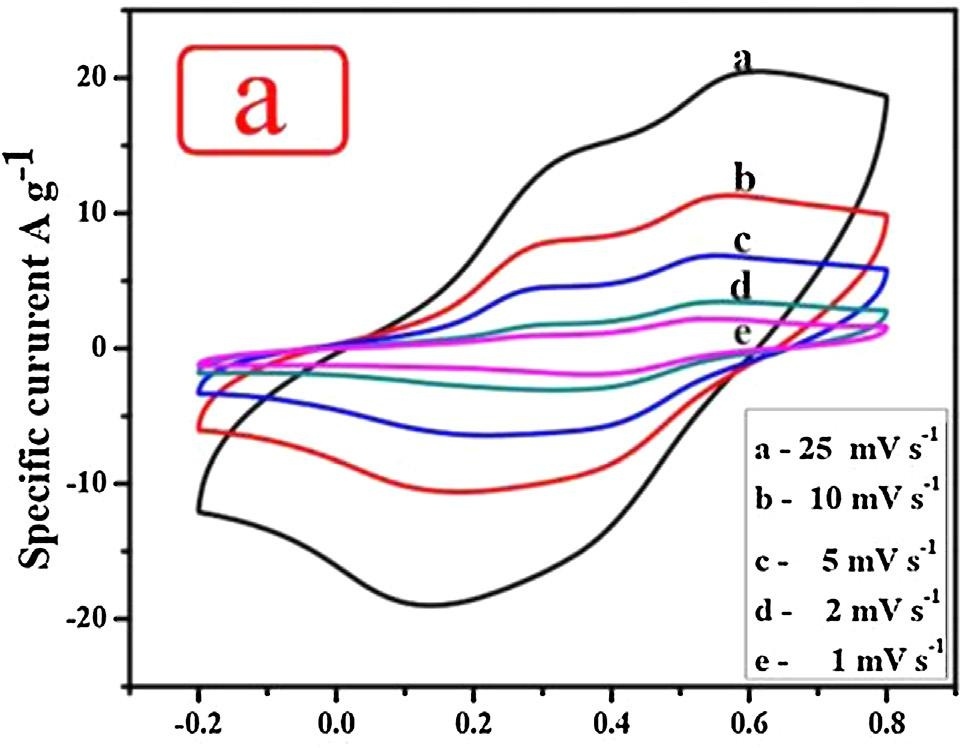 a
Specific cururent A g-1
20
10
0
-10
-20
a
b
c
d
e
a - 25 mV s-1
b - 10 mV s-1
c - 5 mV s-1
d - 2 mV s-1
e - 1 mV s-1
-0.2 0.0 0.2 0.4 0.6 0.8